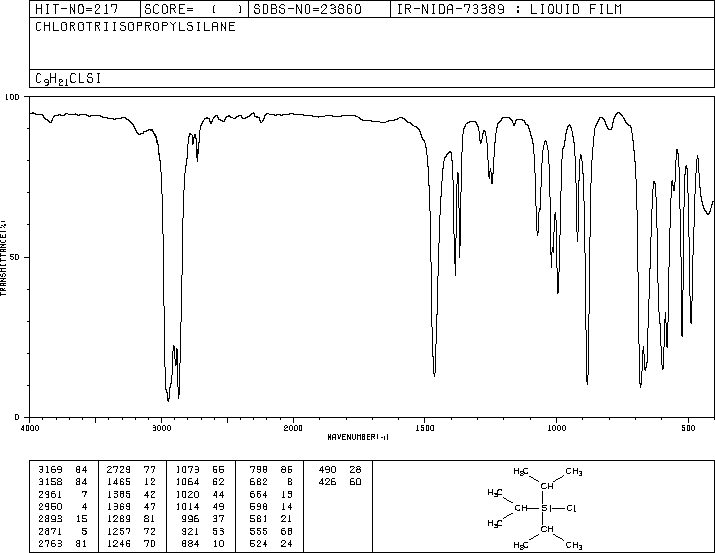 HIT-NO=217 SCORE= ( ) SDBS-NO=23860 IR-NIDA-73389 : LIQUID FILM
CHLOROTRIISOPROPYLSILANE
C9H21CLSI
100
TRANSMITTANCE(%)
50
0
4000 3000 2000 1500 1000 500
WAVENUMBER(-1)
3169 84 2729 77 1073 55 798 86 490 28
3158 84 1465 12 1064 62 682 8 426 60
2961 7 1385 42 1020 44 664 13
2950 4 1369 47 1014 49 598 14
2893 15 1289 81 996 37 581 21
2871 5 1257 72 921 53 555 68
2763 81 1246 70 884 10 524 24
H3C CH3
CH
H3C
CH Si Cl
H3C
CH
H3C CH3